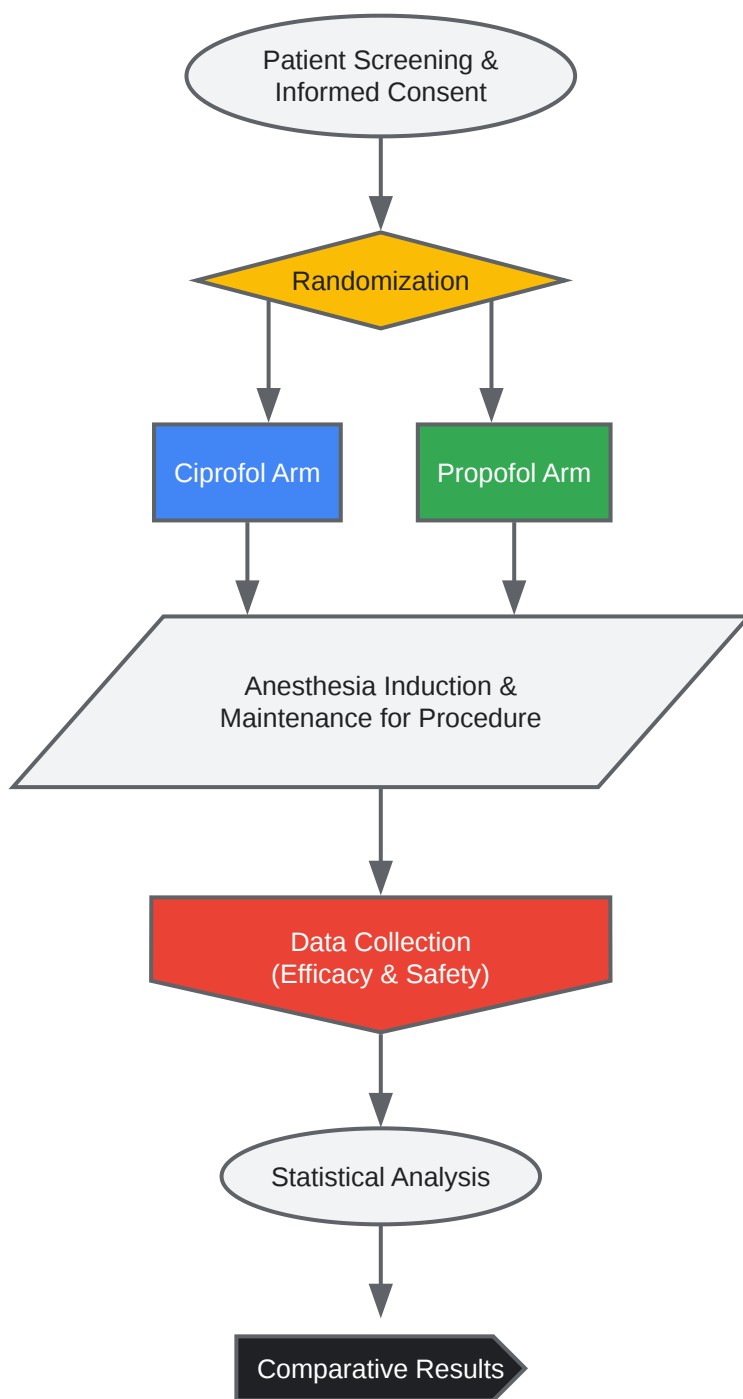 Patient Screening &
Informed Consent
Randomization
Ciprofol Arm
Propofol Arm
Anesthesia Induction &
Maintenance for Procedure
Data Collection
(Efficacy & Safety)
Statistical Analysis
Comparative Results